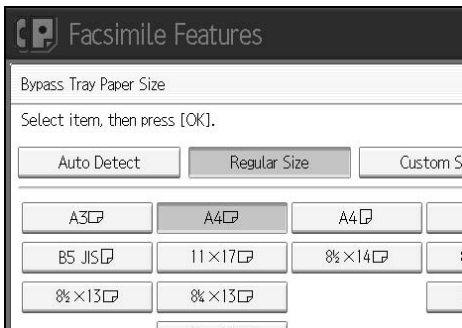 Facsimile Features
Bypass Tray Paper Size
Select item, then press [OK].
Auto Detect Regular Size Custom S
A3 A4 A4
B5 JIS 11×17 8½×14
8½×13 8¼×13